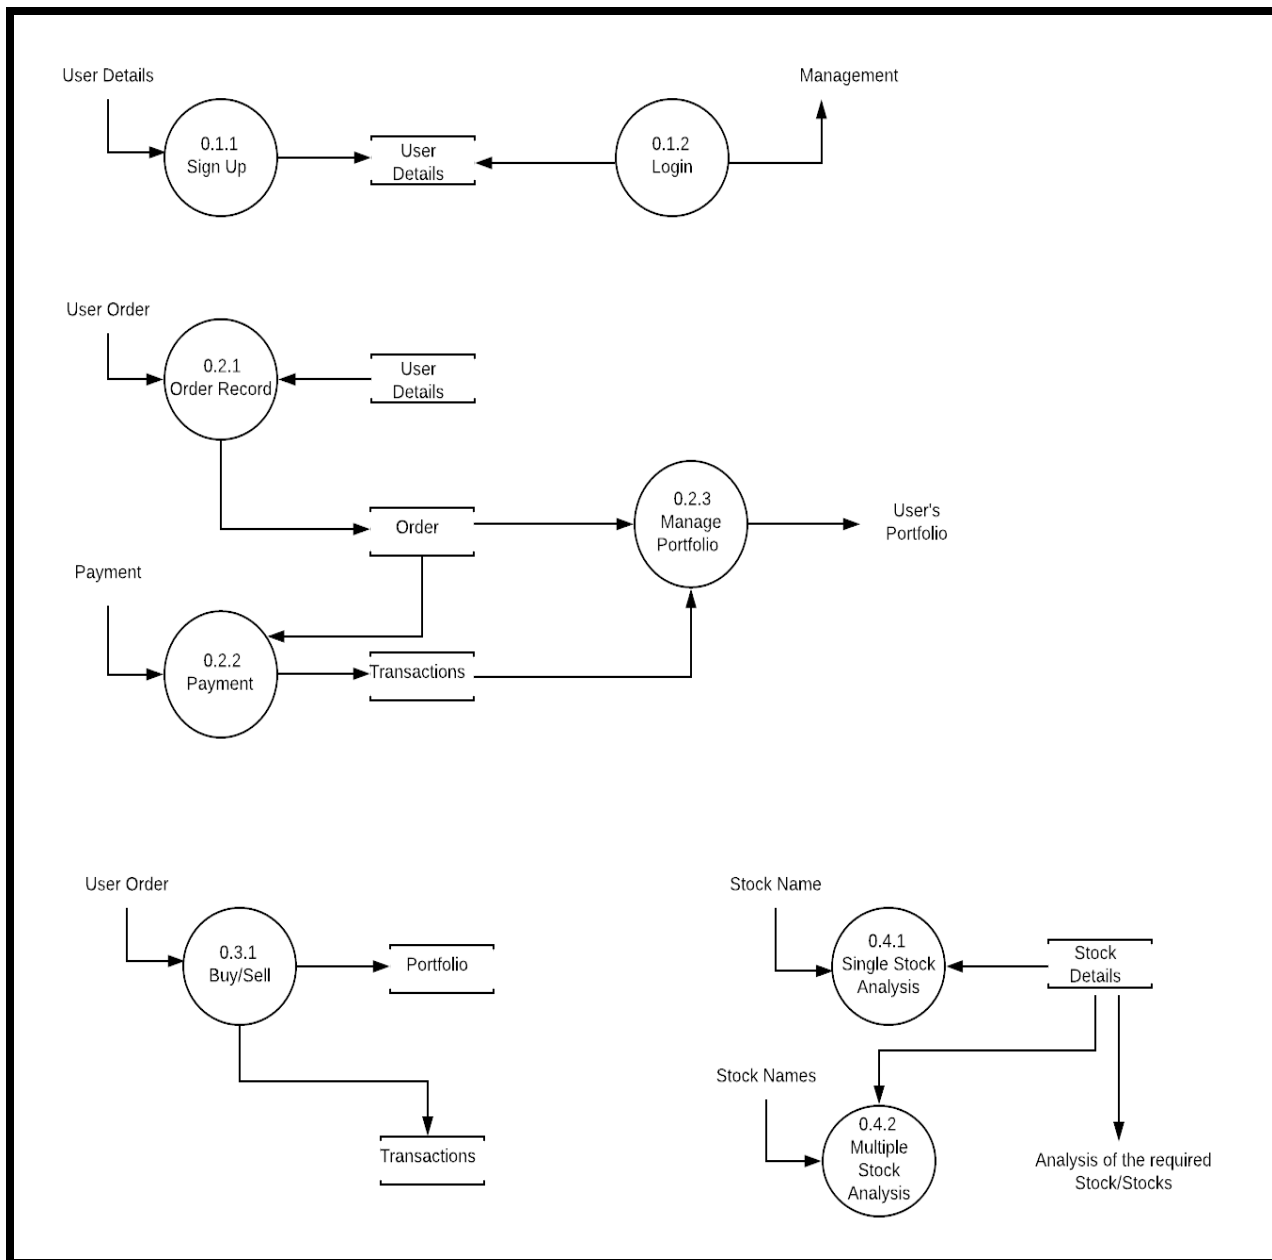 User Details
Management
0.1.1
Sign Up
User
Details
0.1.2
Login
User Order
0.2.1
Order Record
User
Details
Order
0.2.3
Manage
Portfolio
User's
Portfolio
Payment
0.2.2
Payment
Transactions
User Order
0.3.1
Buy/Sell
Portfolio
Transactions
Stock Name
0.4.1
Single Stock
Analysis
Stock
Details
Stock Names
0.4.2
Multiple
Stock
Analysis
Analysis of the required
Stock/Stocks